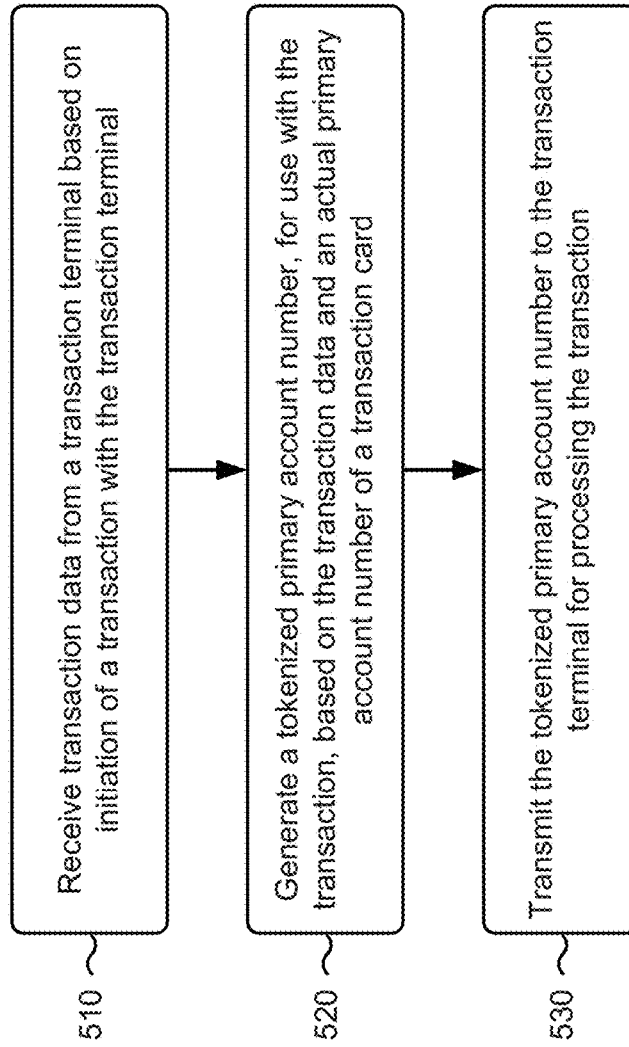 510
Receive transaction data from a transaction terminal based on
initiation of a transaction with the transaction terminal
520
Generate a tokenized primary account number, for use with the
transaction, based on the transaction data and an actual primary
account number of a transaction card
530
Transmit the tokenized primary account number to the transaction
terminal for processing the transaction